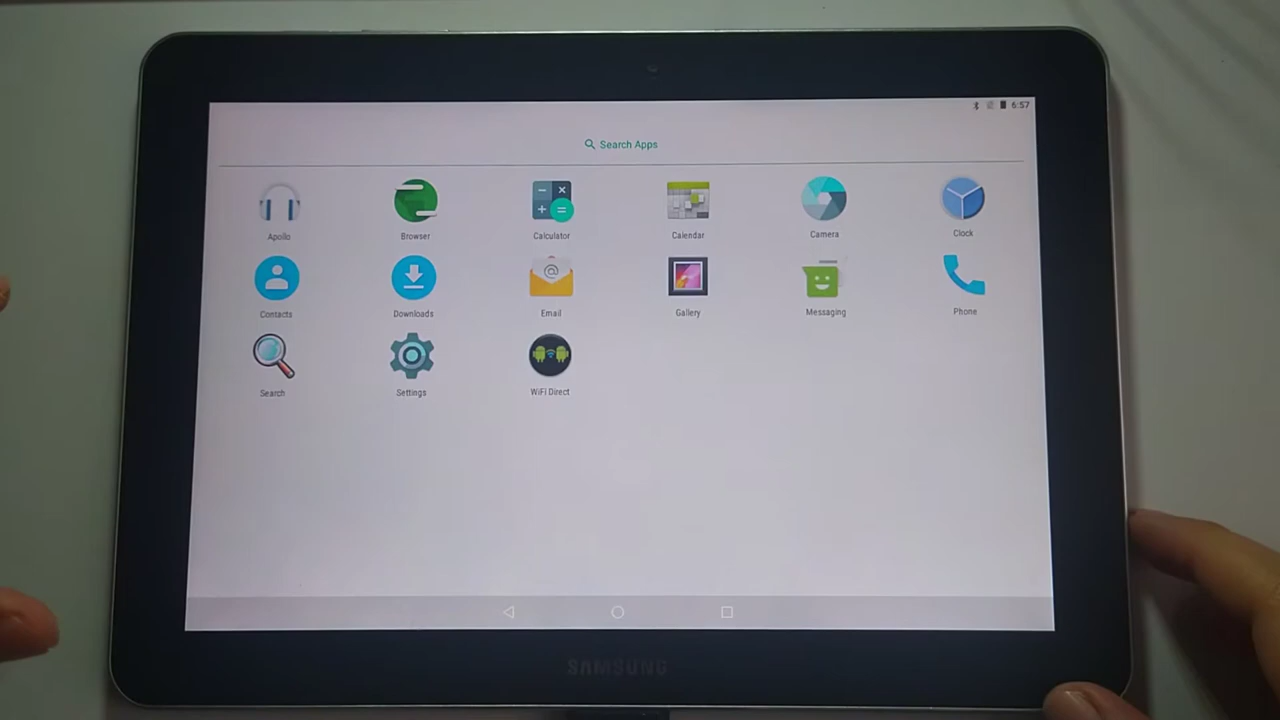 6:57
Search Apps
Apollo
Browser
Calculator
Calendar
Camera
Clock
Contacts
Downloads
Email
Gallery
Messaging
Phone
Search
Settings
WiFi Direct
SAMSUNG